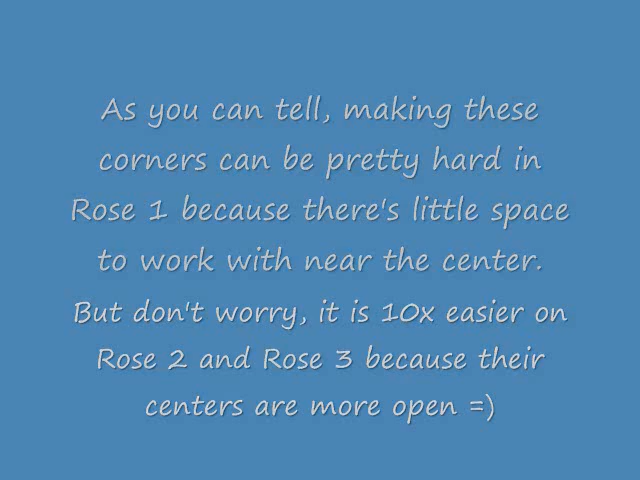 As you can tell, making these
corners can be pretty hard in
Rose 1 because there's little space
to work with near the center.
But don't worry, it is 10x easier on
Rose 2 and Rose 3 because their
centers are more open =)